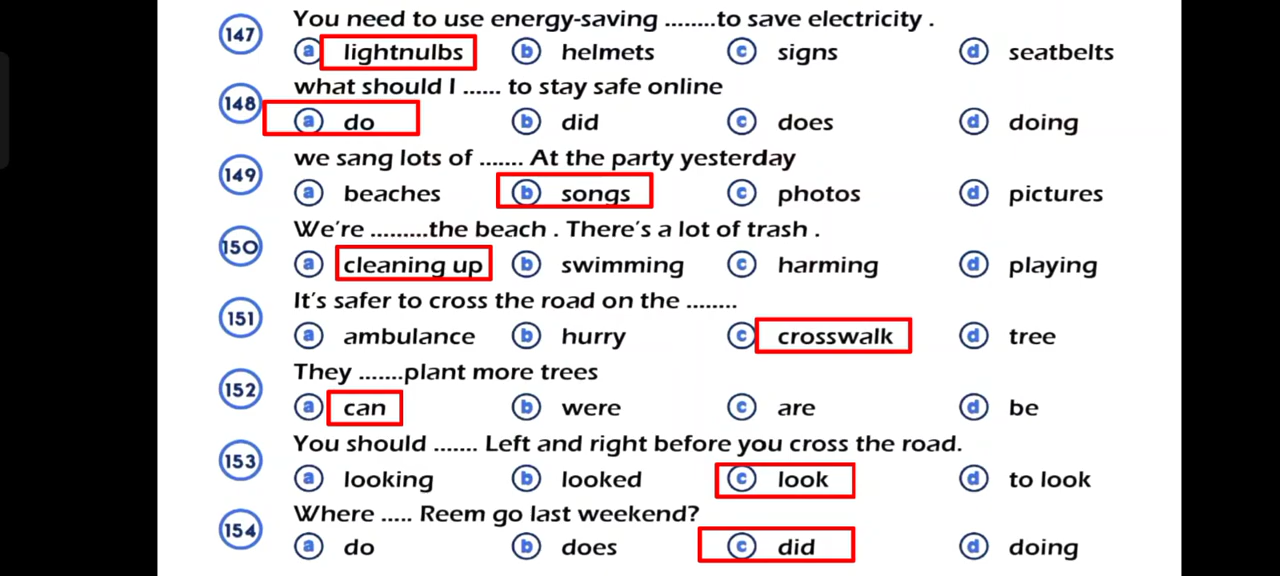 147 You need to use energy-saving ........to save electricity .
a lightnulbs b helmets c signs d seatbelts
148 what should I ...... to stay safe online
a do b did c does d doing
149 we sang lots of ....... At the party yesterday
a beaches b songs c photos d pictures
150 We're .........the beach . There's a lot of trash .
a cleaning up b swimming c harming d playing
151 It's safer to cross the road on the ........
a ambulance b hurry c crosswalk d tree
152 They .......plant more trees
a can b were c are d be
153 You should ....... Left and right before you cross the road.
a looking b looked c look d to look
154 Where ..... Reem go last weekend?
a do b does c did d doing